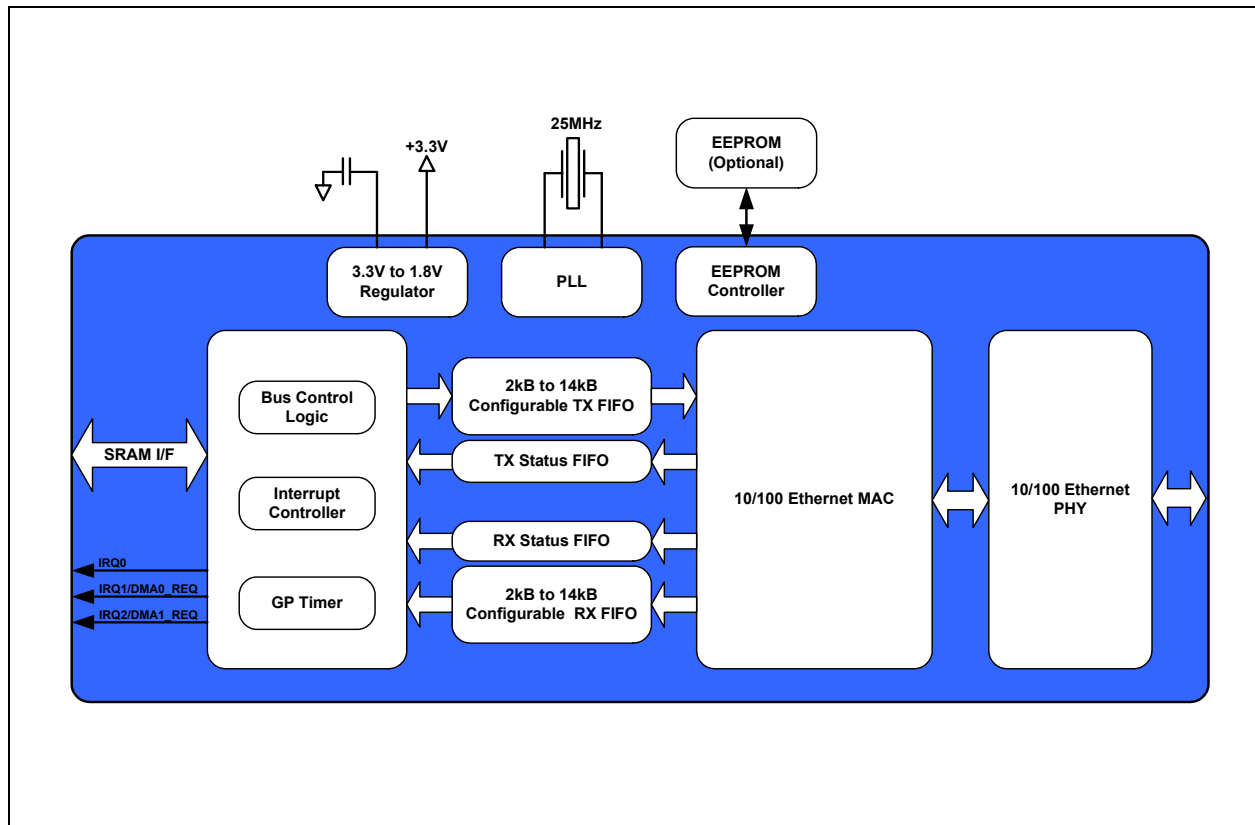 25MHz
+3.3V
EEPROM
(Optional)
3.3V to 1.8V
Regulator
PLL
EEPROM
Controller
Bus Control
Logic
Interrupt
Controller
GP Timer
SRAM I/F
IRQ0
IRQ1/DMA0_REQ
IRQ2/DMA1_REQ
2kB to 14kB
Configurable TX FIFO
TX Status FIFO
RX Status FIFO
2kB to 14kB
Configurable RX FIFO
10/100 Ethernet MAC
10/100 Ethernet
PHY